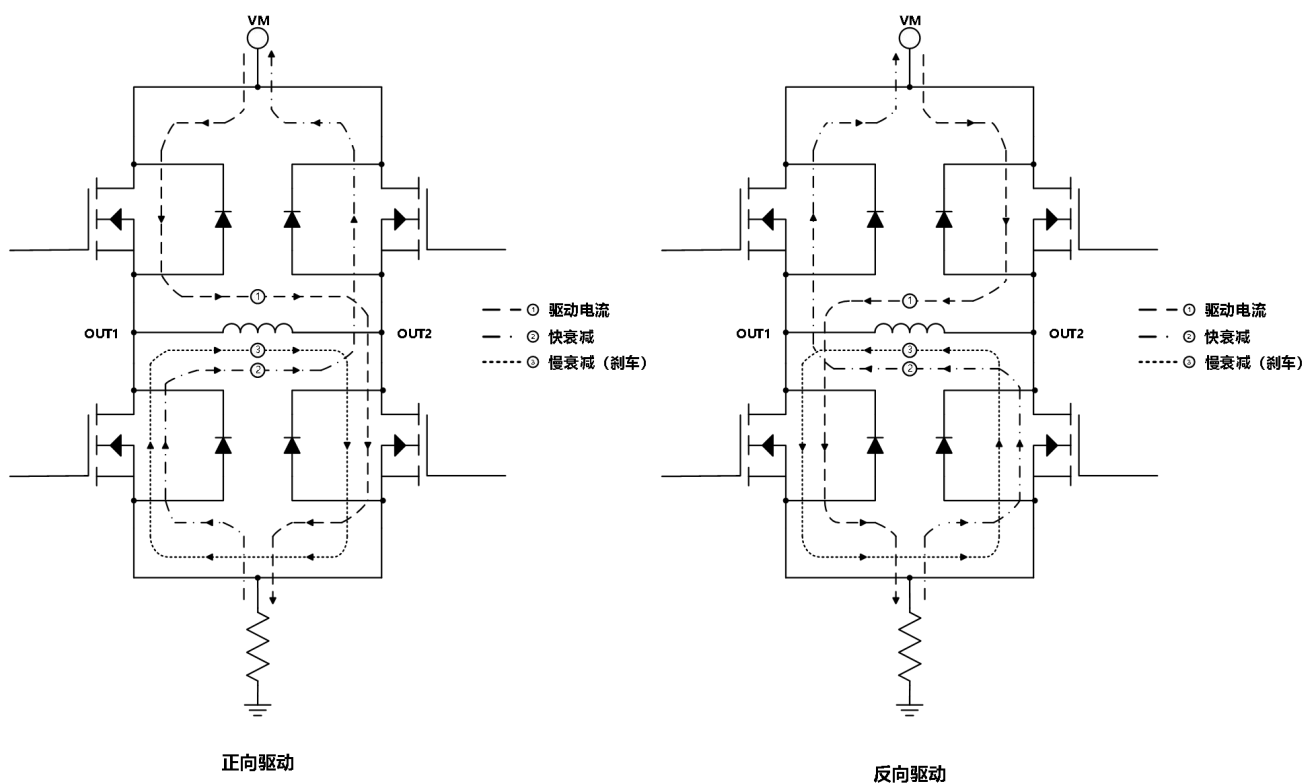 VM
①
OUT1
OUT2
③
②
① 驱动电流
② 快衰减
③ 慢衰减（刹车）
正向驱动
VM
①
OUT1
OUT2
③
②
① 驱动电流
② 快衰减
③ 慢衰减（刹车）
反向驱动